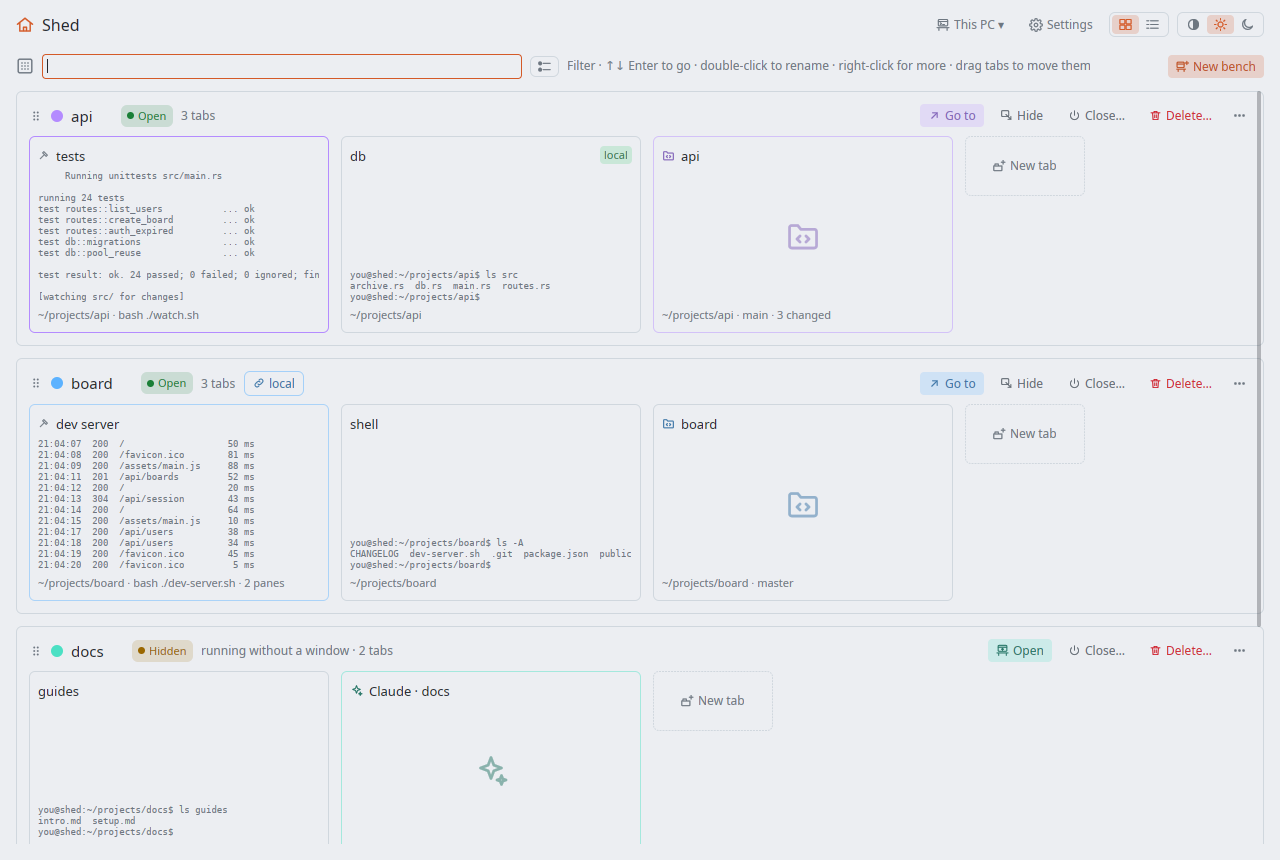 Shed
This PC ▾
Settings
Filter · ↑↓ Enter to go · double-click to rename · right-click for more · drag tabs to move them
New bench
api
Open
3 tabs
Go to
Hide
Close...
Delete...
tests
Running unittests src/main.rs
running 24 tests
test routes::list_users ... ok
test routes::create_board ... ok
test routes::auth_expired ... ok
test db::migrations ... ok
test db::pool_reuse ... ok
test result: ok. 24 passed; 0 failed; 0 ignored; fin
[watching src/ for changes]
~/projects/api · bash ./watch.sh
db
local
you@shed:~/projects/api$ ls src
archive.rs db.rs main.rs routes.rs
you@shed:~/projects/api$
~/projects/api
api
~/projects/api · main · 3 changed
New tab
board
Open
3 tabs
local
Go to
Hide
Close...
Delete...
dev server
21:04:07 200 / 50 ms
21:04:08 200 /favicon.ico 81 ms
21:04:09 200 /assets/main.js 88 ms
21:04:11 201 /api/boards 52 ms
21:04:12 200 / 20 ms
21:04:13 304 /api/session 43 ms
21:04:14 200 / 64 ms
21:04:15 200 /assets/main.js 10 ms
21:04:17 200 /api/users 38 ms
21:04:18 200 /api/users 34 ms
21:04:19 200 /favicon.ico 45 ms
21:04:20 200 /favicon.ico 5 ms
~/projects/board · bash ./dev-server.sh · 2 panes
shell
you@shed:~/projects/board$ ls -A
CHANGELOG dev-server.sh .git package.json public
you@shed:~/projects/board$
~/projects/board
board
~/projects/board · master
New tab
docs
Hidden
running without a window · 2 tabs
Open
Close...
Delete...
guides
you@shed:~/projects/docs$ ls guides
intro.md setup.md
you@shed:~/projects/docs$
Claude · docs
New tab